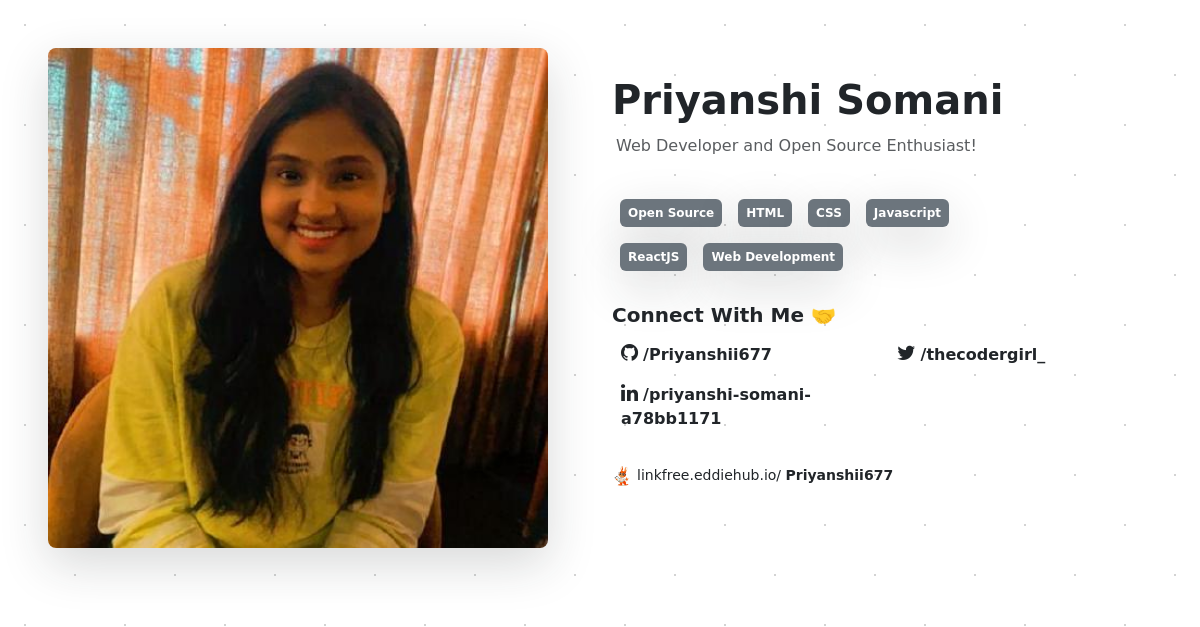 Priyanshi Somani
Web Developer and Open Source Enthusiast!
Open Source HTML CSS Javascript
ReactJS Web Development
Connect With Me 🤝
/Priyanshii677 /thecodergirl_
/priyanshi-somani-
a78bb1171
linkfree.eddiehub.io/ Priyanshii677